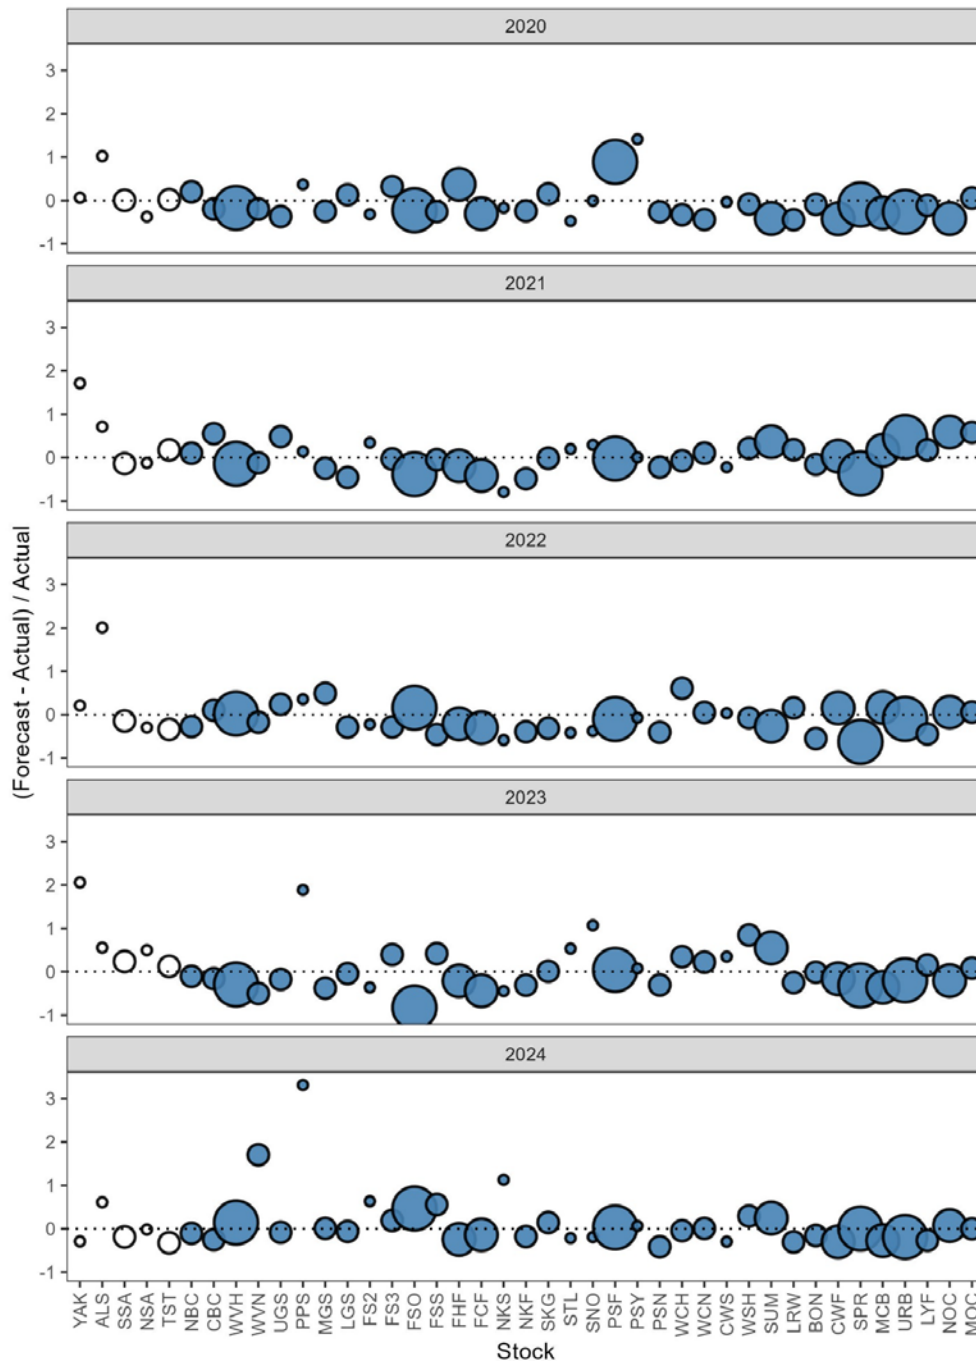 2020
3
2
1
0
-1
2021
3
2
1
0
-1
2022
3
2
1
0
-1
2023
3
2
1
0
-1
2024
3
2
1
0
-1
(Forecast - Actual) / Actual
YAK
ALS
SSA
NSA
TST
NBC
CBC
WVH
WVN
UGS
PPS
MGS
LGS
FS2
FS3
FSO
FSS
FHF
FCF
NKS
NKF
SKG
STL
SNO
PSF
PSY
PSN
WCH
WCN
CWS
WSH
SUM
LRW
BON
CWF
SPR
MCB
URB
LYF
NOC
MOC
Stock